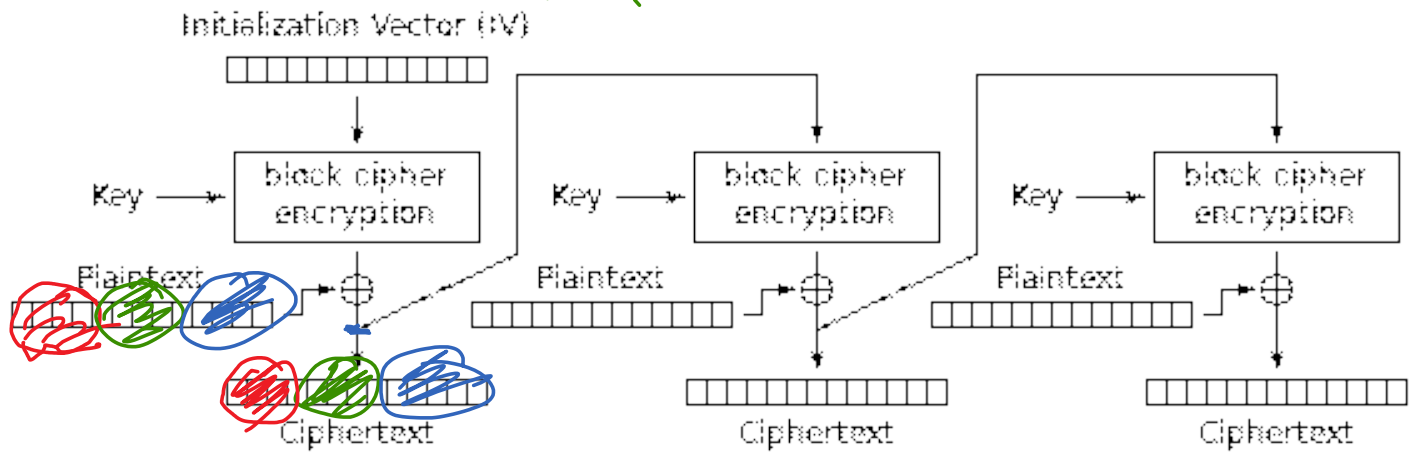 Initialization Vector (IV)
Key
block cipher
encryption
Key
block cipher
encryption
Key
block cipher
encryption
Plaintext
Plaintext
Plaintext
Ciphertext
Ciphertext
Ciphertext